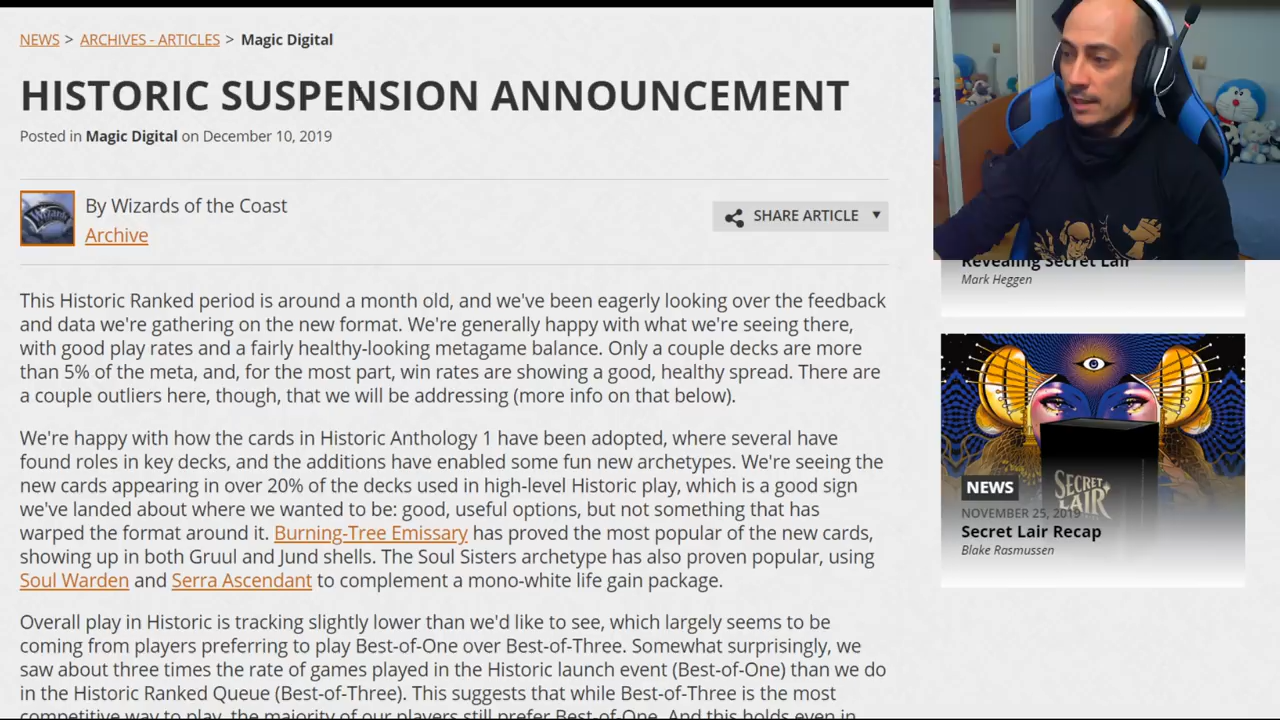 NEWS > ARCHIVES - ARTICLES > Magic Digital
HISTORIC SUSPENSION ANNOUNCEMENT
Posted in Magic Digital on December 10, 2019
By Wizards of the Coast
Archive
SHARE ARTICLE
This Historic Ranked period is around a month old, and we've been eagerly looking over the feedback
and data we're gathering on the new format. We're generally happy with what we're seeing there,
with good play rates and a fairly healthy-looking metagame balance. Only a couple decks are more
than 5% of the meta, and, for the most part, win rates are showing a good, healthy spread. There are
a couple outliers here, though, that we will be addressing (more info on that below).
We're happy with how the cards in Historic Anthology 1 have been adopted, where several have
found roles in key decks, and the additions have enabled some fun new archetypes. We're seeing the
new cards appearing in over 20% of the decks used in high-level Historic play, which is a good sign
we've landed about where we wanted to be: good, useful options, but not something that has
warped the format around it. Burning-Tree Emissary has proved the most popular of the new cards,
showing up in both Gruul and Jund shells. The Soul Sisters archetype has also proven popular, using
Soul Warden and Serra Ascendant to complement a mono-white life gain package.
Overall play in Historic is tracking slightly lower than we'd like to see, which largely seems to be
coming from players preferring to play Best-of-One over Best-of-Three. Somewhat surprisingly, we
saw about three times the rate of games played in the Historic launch event (Best-of-One) than we do
in the Historic Ranked Queue (Best-of-Three). This suggests that while Best-of-Three is the most
competitive way to play, the majority of our players still prefer Best-of-One. And this holds even in
Revealing Secret Lair
Mark Heggen
SECRET
LAIR
NEWS
NOVEMBER 25, 2019
Secret Lair Recap
Blake Rasmussen